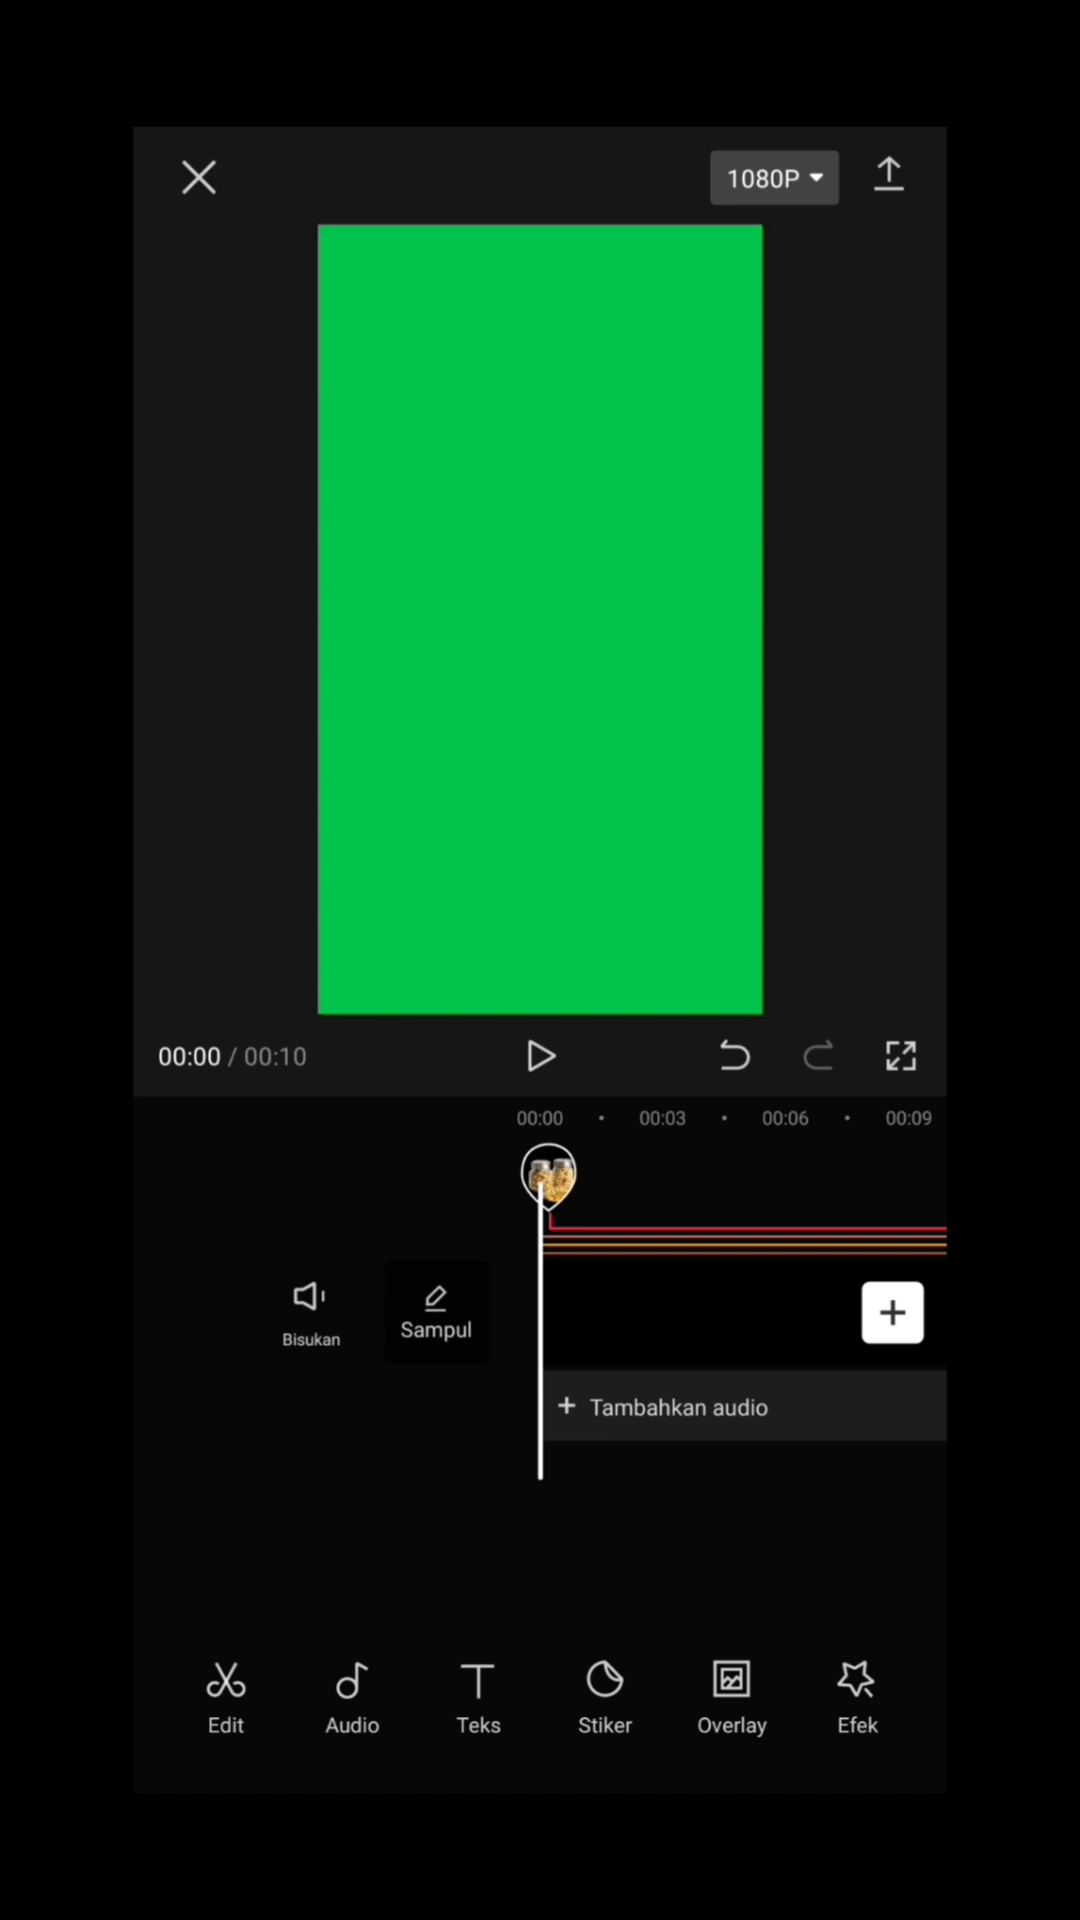 1080P
00:00 / 00:10
00:00 • 00:03 • 00:06 • 00:09
Bisukan
Sampul
+ Tambahkan audio
Edit Audio Teks Stiker Overlay Efek